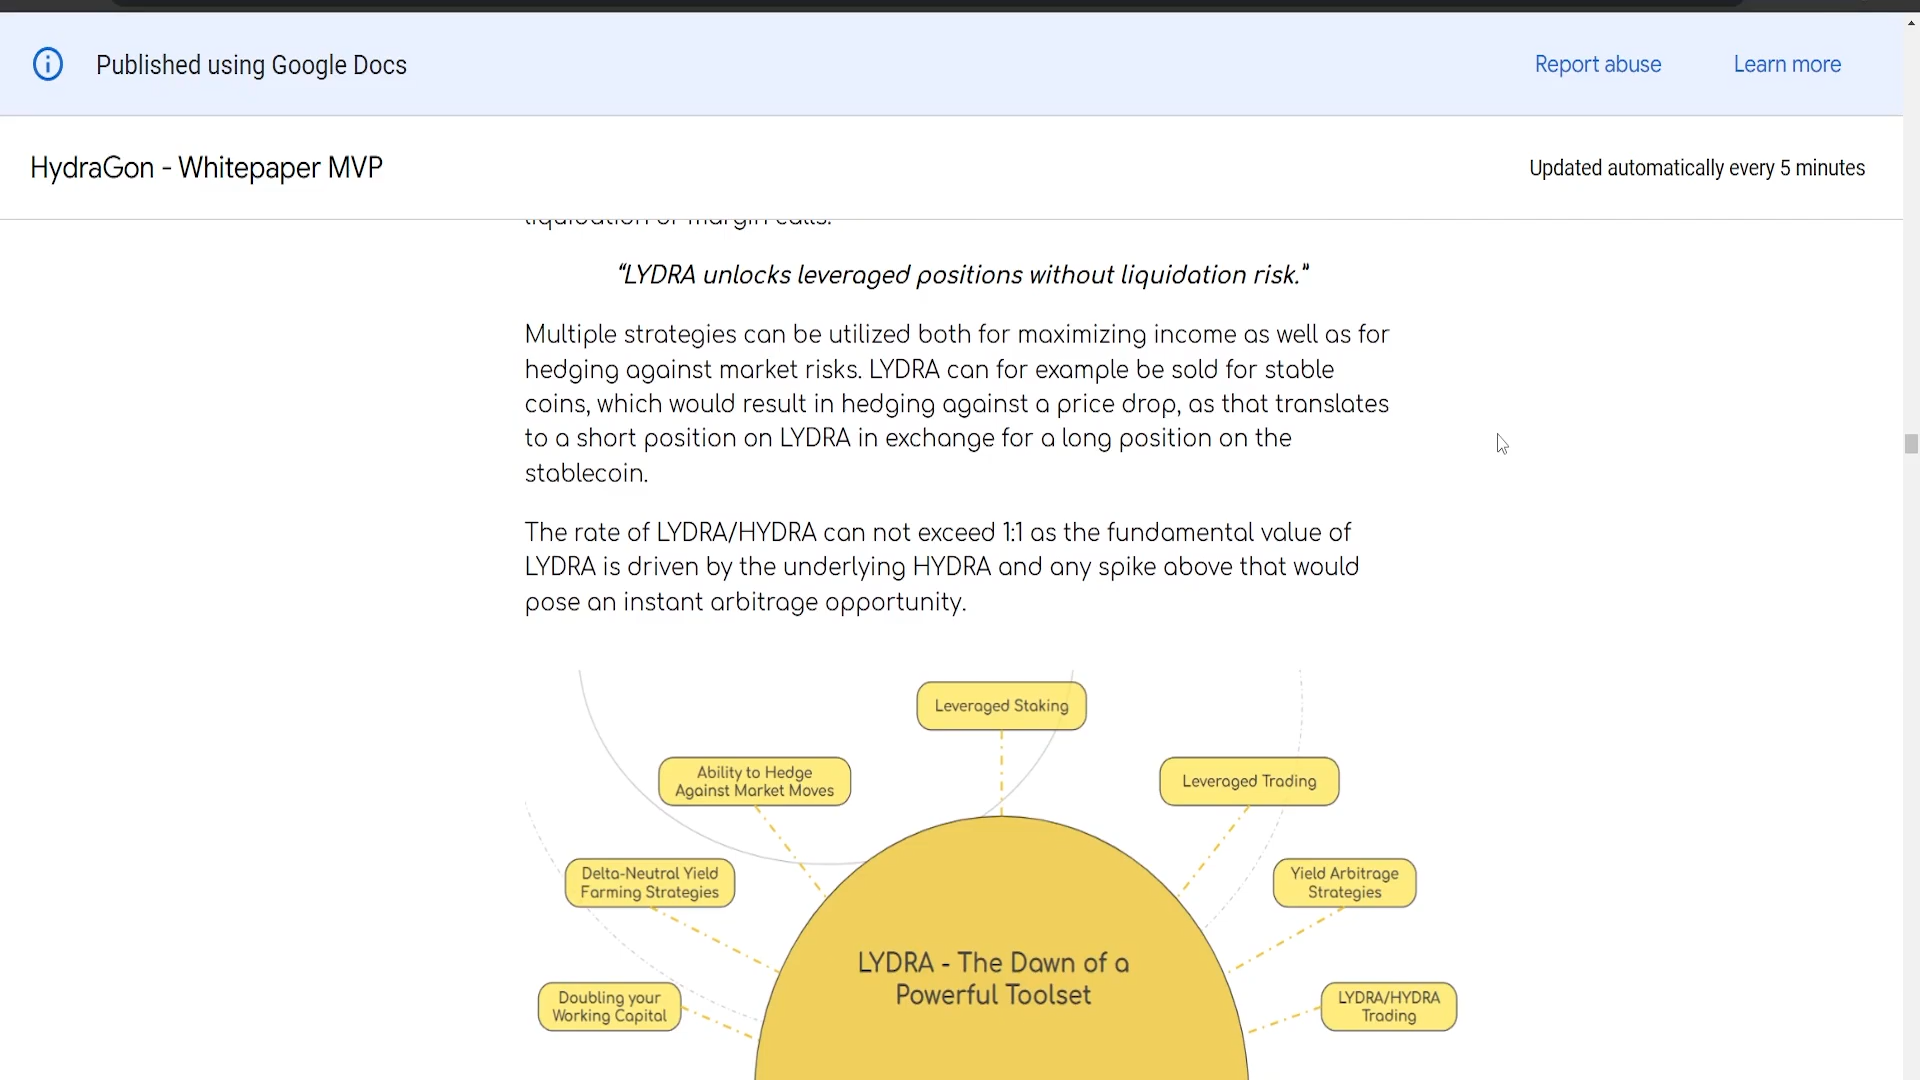 Published using Google Docs
Report abuse
Learn more
HydraGon - Whitepaper MVP
Updated automatically every 5 minutes
liquidation or margin calls.
“LYDRA unlocks leveraged positions without liquidation risk.”
Multiple strategies can be utilized both for maximizing income as well as for
hedging against market risks. LYDRA can for example be sold for stable
coins, which would result in hedging against a price drop, as that translates
to a short position on LYDRA in exchange for a long position on the
stablecoin.
The rate of LYDRA/HYDRA can not exceed 1:1 as the fundamental value of
LYDRA is driven by the underlying HYDRA and any spike above that would
pose an instant arbitrage opportunity.
Leveraged Staking
Ability to Hedge
Against Market Moves
Leveraged Trading
Delta-Neutral Yield
Farming Strategies
Yield Arbitrage
Strategies
LYDRA - The Dawn of a
Powerful Toolset
Doubling your
Working Capital
LYDRA/HYDRA
Trading